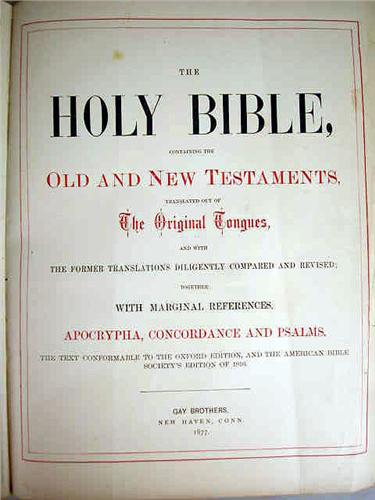 THE
HOLY BIBLE,
CONTAINING THE
OLD AND NEW TESTAMENTS,
TRANSLATED OUT OF
The Original Tongues,
AND WITH
THE FORMER TRANSLATIONS DILIGENTLY COMPARED AND REVISED;
TOGETHER
WITH MARGINAL REFERENCES,
APOCRYPHA, CONCORDANCE AND PSALMS.
THE TEXT CONFORMABLE TO THE OXFORD EDITION, AND THE AMERICAN BIBLE
SOCIETY'S EDITION OF 1816.
GAY BROTHERS,
NEW HAVEN, CONN.
1877.